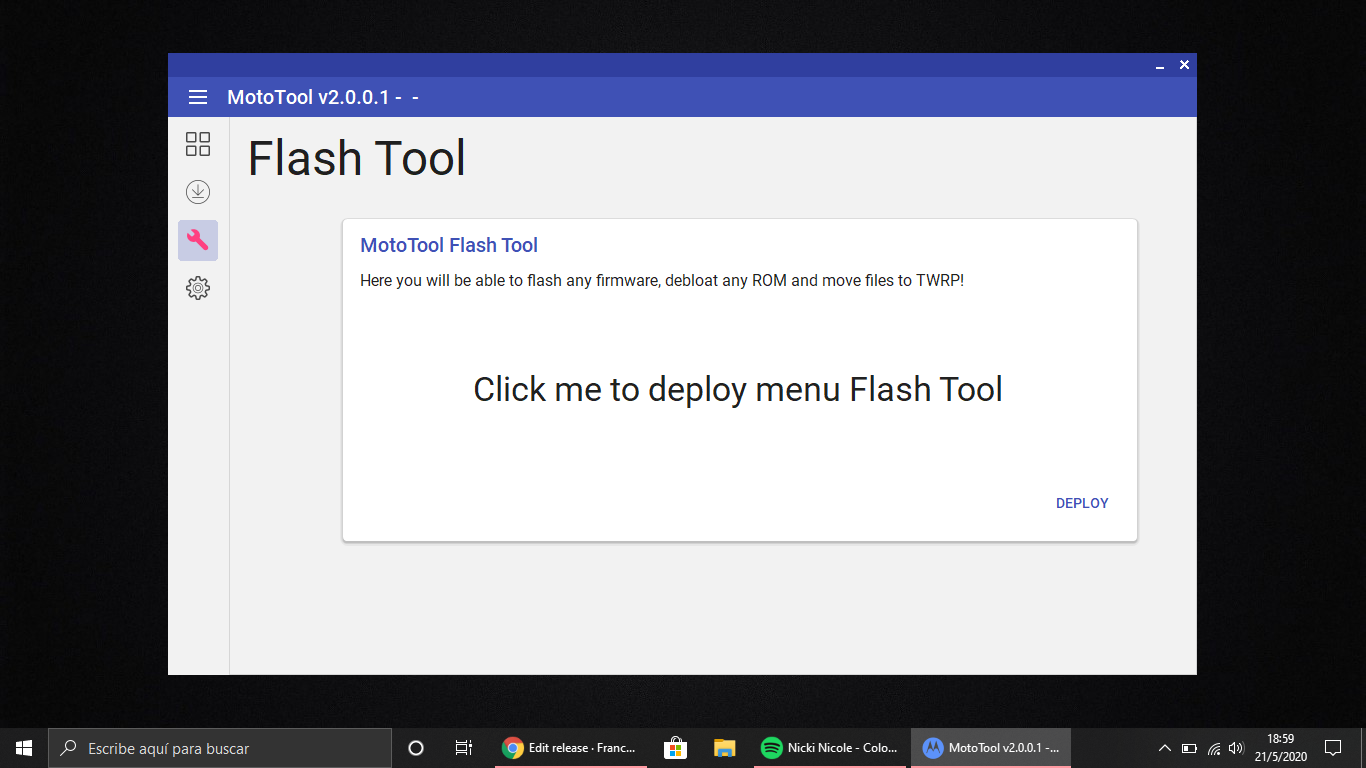 MotoTool v2.0.0.1 -  -
Flash Tool
MotoTool Flash Tool
Here you will be able to flash any firmware, debloat any ROM and move files to TWRP!
Click me to deploy menu Flash Tool
DEPLOY
Escribe aquí para buscar
Edit release · Franc...
Nicki Nicole - Colo...
MotoTool v2.0.0.1 -...
18:59
21/5/2020